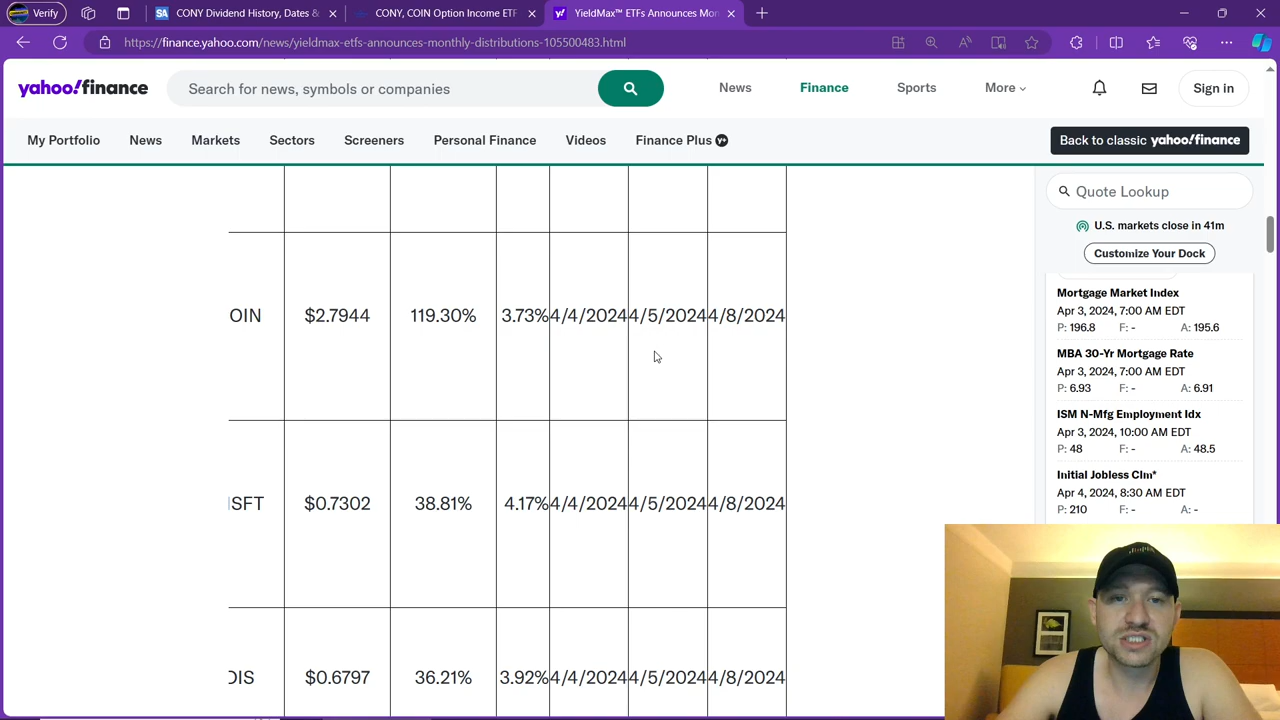 Verify
CONY Dividend History, Dates &
CONY, COIN Option Income ETF
YieldMax™ ETFs Announces Mon
https://finance.yahoo.com/news/yieldmax-etfs-announces-monthly-distributions-105500483.html
yahoo!finance
Search for news, symbols or companies
News
Finance
Sports
More
Sign in
My Portfolio
News
Markets
Sectors
Screeners
Personal Finance
Videos
Finance Plus
Back to classic yahoo!finance
Quote Lookup
U.S. markets close in 41m
Customize Your Dock
OIN $2.7944 119.30% 3.73% 4/4/2024 4/5/2024 4/8/2024
SFT $0.7302 38.81% 4.17% 4/4/2024 4/5/2024 4/8/2024
DIS $0.6797 36.21% 3.92% 4/4/2024 4/5/2024 4/8/2024
Mortgage Market Index
Apr 3, 2024, 7:00 AM EDT
P: 196.8 F: - A: 195.6
MBA 30-Yr Mortgage Rate
Apr 3, 2024, 7:00 AM EDT
P: 6.93 F: - A: 6.91
ISM N-Mfg Employment Idx
Apr 3, 2024, 10:00 AM EDT
P: 48 F: - A: 48.5
Initial Jobless Clm*
Apr 4, 2024, 8:30 AM EDT
P: 210 F: - A: -